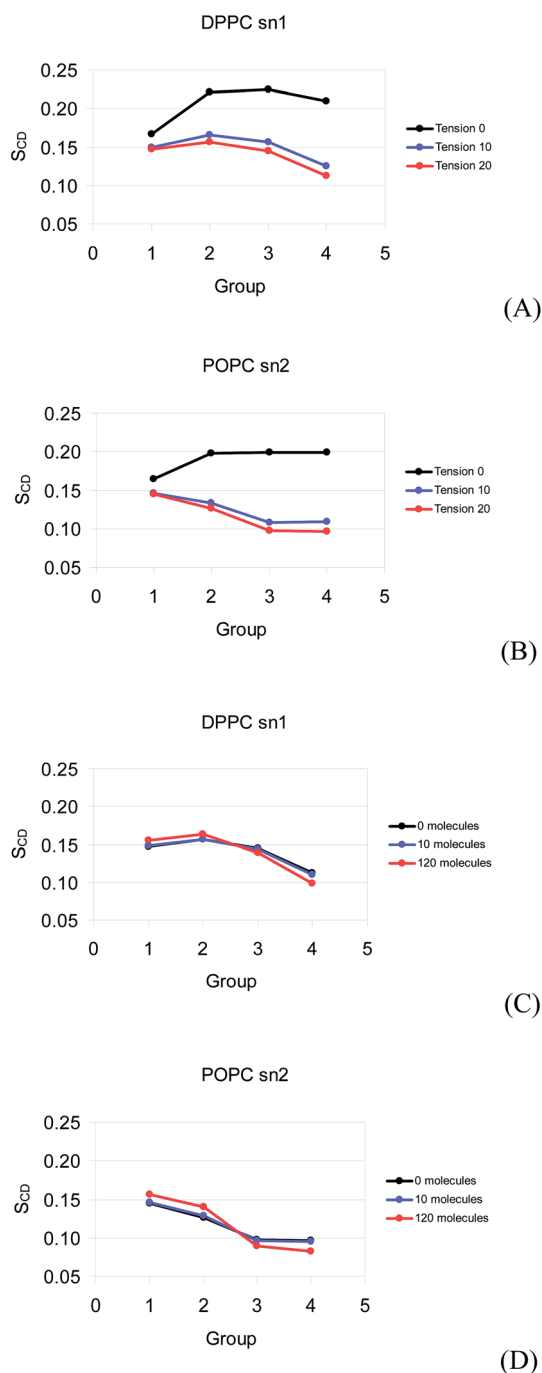 DPPC sn1
0.25
0.20
0.15
0.10
0.05
SCD
0 1 2 3 4 5
Group
Tension 0
Tension 10
Tension 20
(A)
POPC sn2
0.25
0.20
0.15
0.10
0.05
SCD
0 1 2 3 4 5
Group
Tension 0
Tension 10
Tension 20
(B)
DPPC sn1
0.25
0.20
0.15
0.10
0.05
SCD
0 1 2 3 4 5
Group
0 molecules
10 molecules
120 molecules
(C)
POPC sn2
0.25
0.20
0.15
0.10
0.05
SCD
0 1 2 3 4 5
Group
0 molecules
10 molecules
120 molecules
(D)